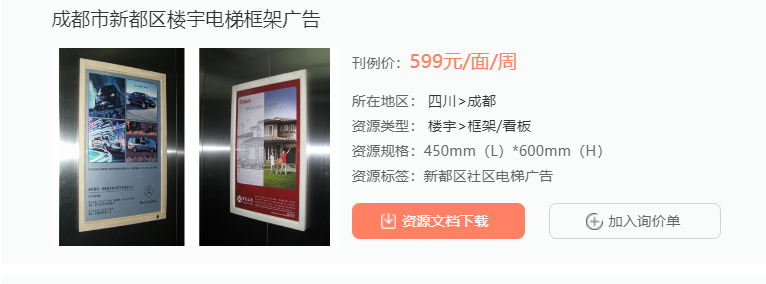 成都市新都区楼宇电梯框架广告
刊例价：599元/面/周
所在地区： 四川>成都
资源类型： 楼宇>框架/看板
资源规格：450mm（L）*600mm（H）
资源标签：新都区社区电梯广告
资源文档下载
加入询价单